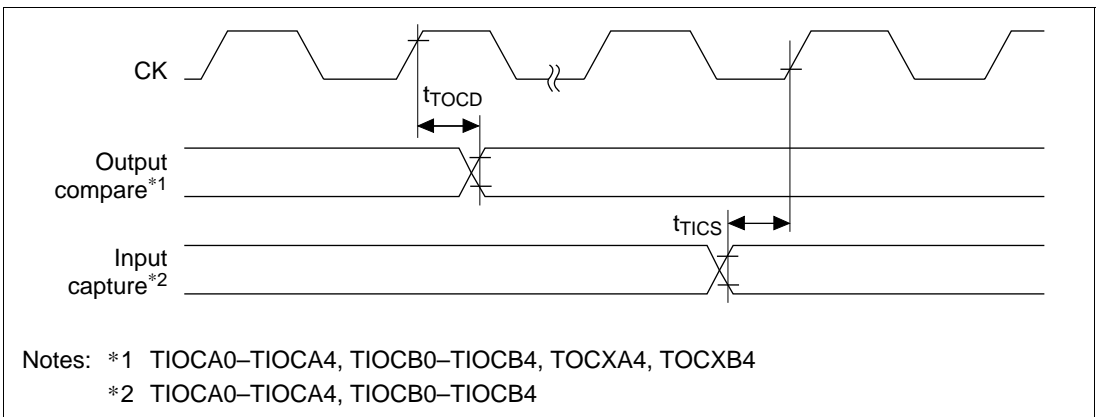 CK
tTOCD
Output
compare*1
tTICS
Input
capture*2
Notes: *1 TIOCA0–TIOCA4, TIOCB0–TIOCB4, TOCXA4, TOCXB4
*2 TIOCA0–TIOCA4, TIOCB0–TIOCB4